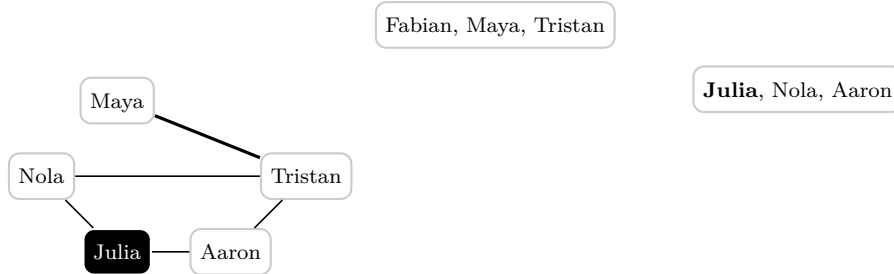 Fabian, Maya, Tristan
Julia, Nola, Aaron
Maya
Nola
Tristan
Julia
Aaron